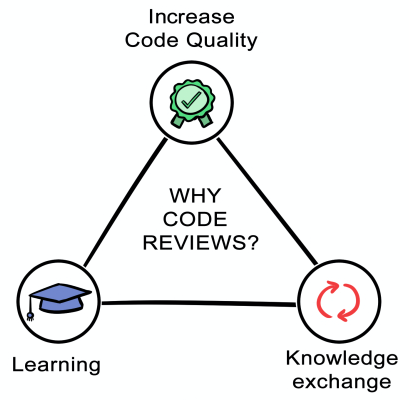 Increase
Code Quality
WHY
CODE
REVIEWS?
Learning
Knowledge
exchange